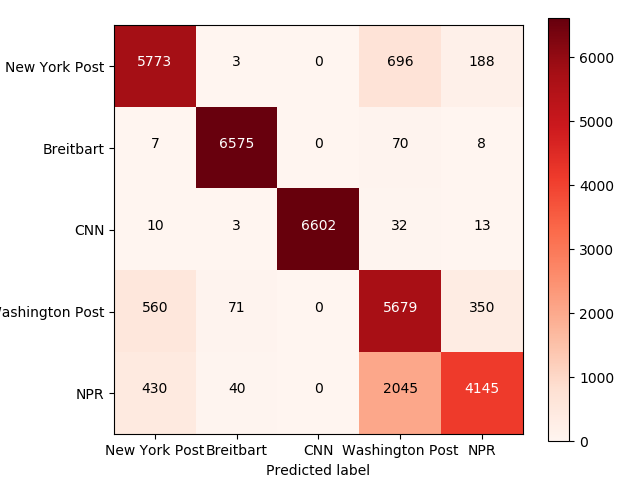 New York Post 5773 3 0 696 188
Breitbart 7 6575 0 70 8
CNN 10 3 6602 32 13
ashington Post 560 71 0 5679 350
NPR 430 40 0 2045 4145
New York Post Breitbart CNN Washington Post NPR
Predicted label
6000
5000
4000
3000
2000
1000
0